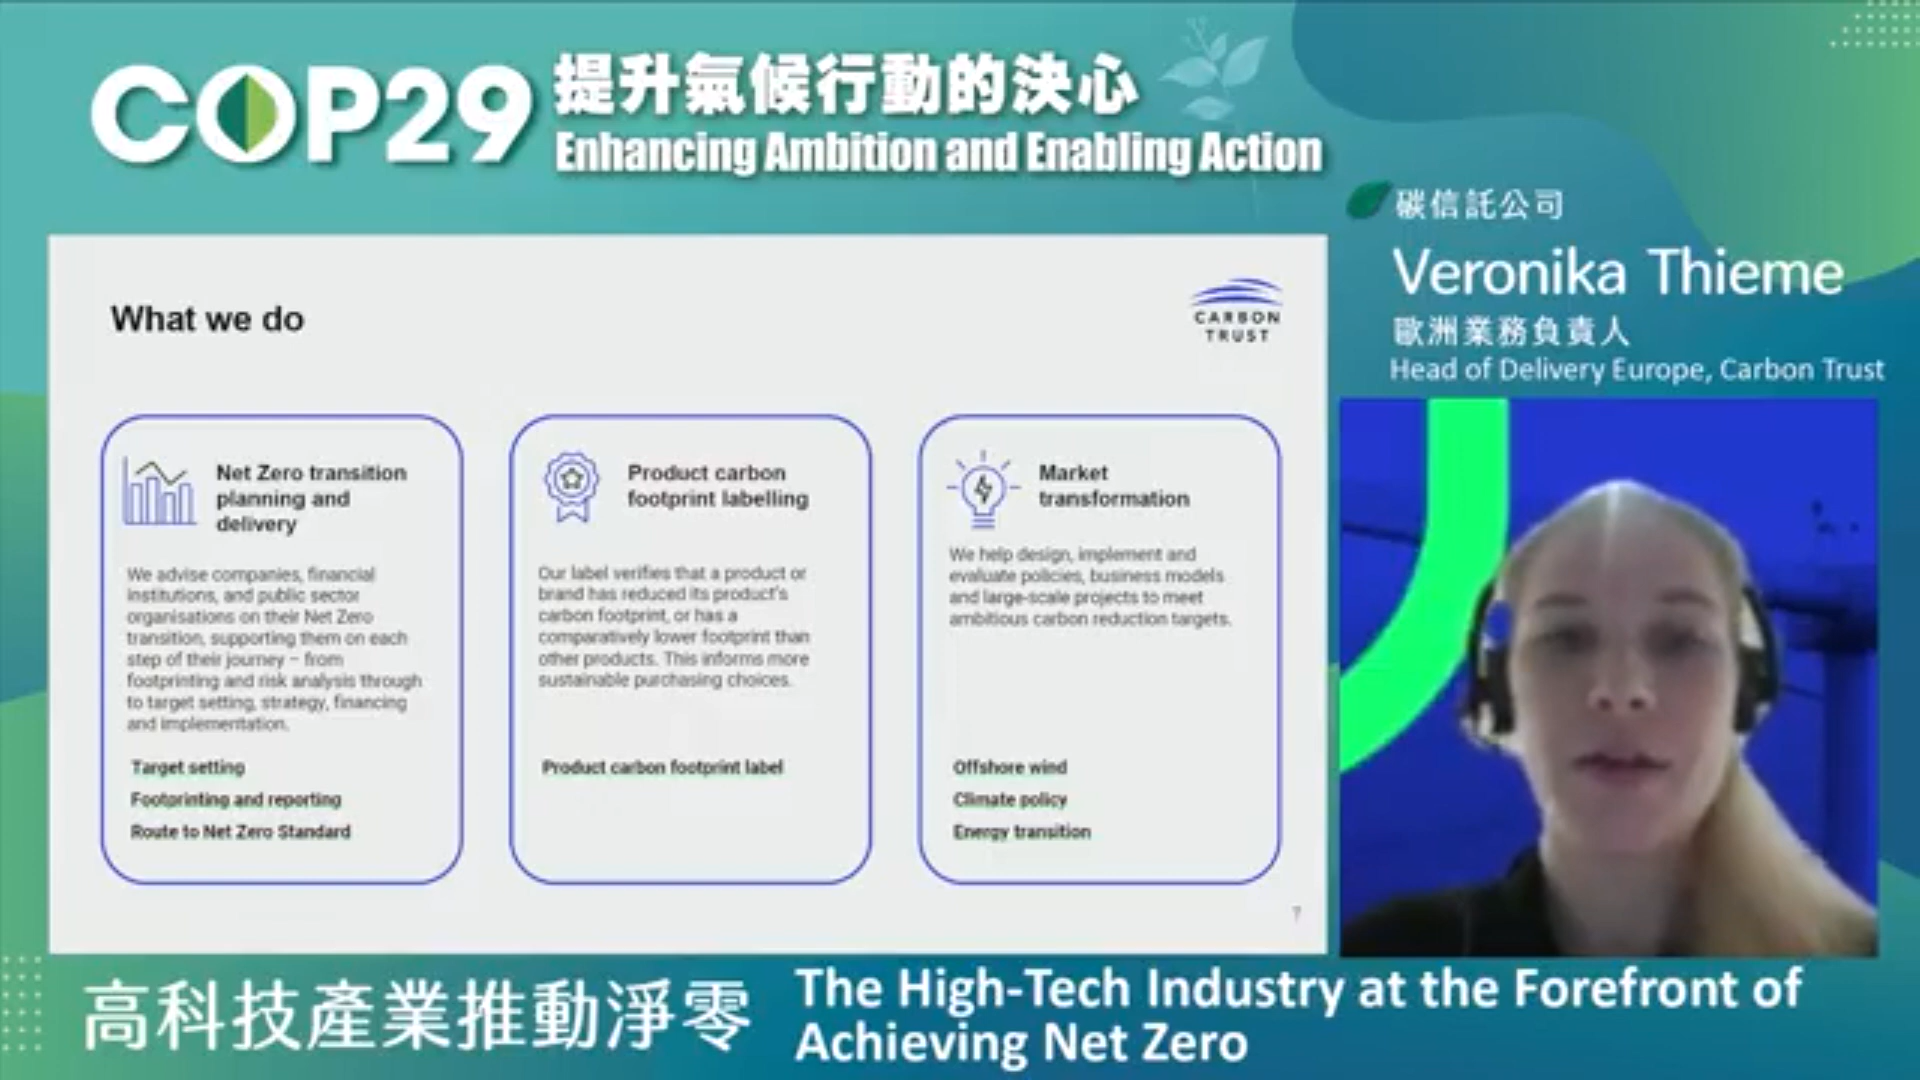 COP29
提升氣候行動的決心
Enhancing Ambition and Enabling Action
碳信託公司
Veronika Thieme
歐洲業務負責人
Head of Delivery Europe, Carbon Trust
What we do
CARBON
TRUST
Net Zero transition
planning and
delivery
We advise companies, financial
institutions, and public sector
organisations on their Net Zero
transition, supporting them on each
step of their journey – from
footprinting and risk analysis through
to target setting, strategy, financing
and implementation.
Target setting
Footprinting and reporting
Route to Net Zero Standard
Product carbon
footprint labelling
Our label verifies that a product or
brand has reduced its product's
carbon footprint, or has a
comparatively lower footprint than
other products. This informs more
sustainable purchasing choices.
Product carbon footprint label
Market
transformation
We help design, implement and
evaluate policies, business models
and large-scale projects to meet
ambitious carbon reduction targets.
Offshore wind
Climate policy
Energy transition
7
高科技產業推動淨零
The High-Tech Industry at the Forefront of
Achieving Net Zero